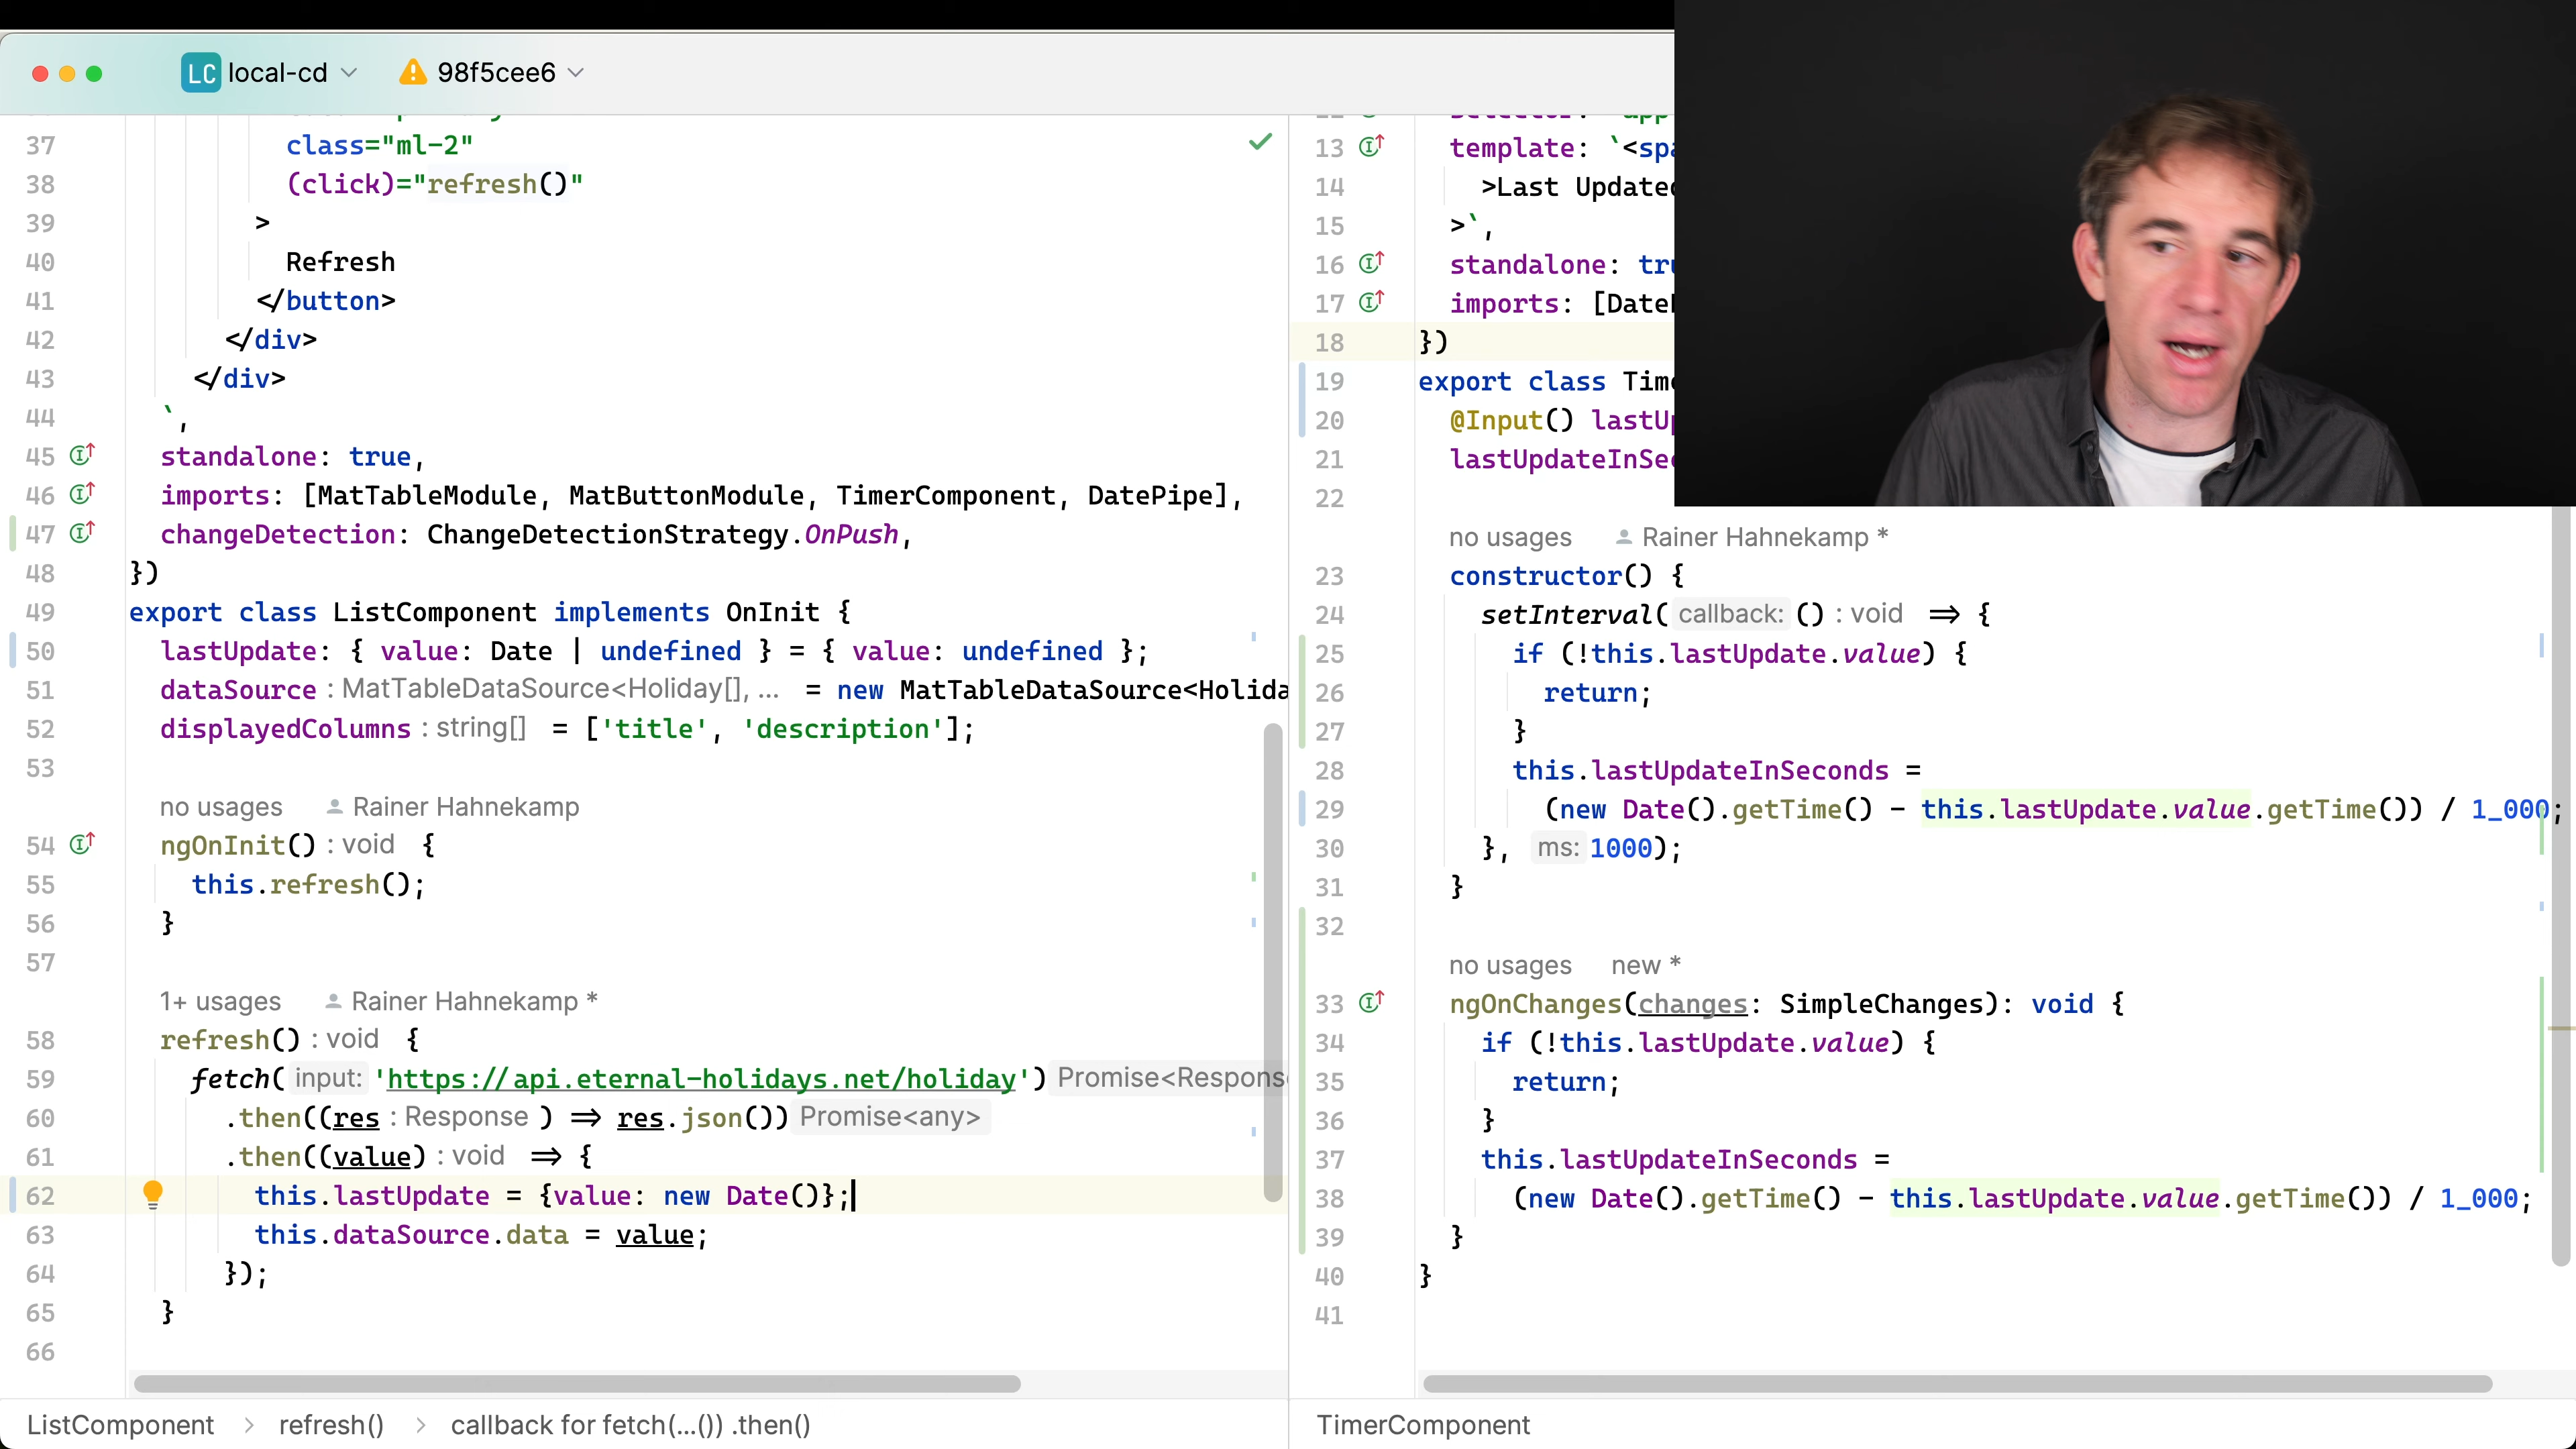 LC local-cd 98f5cee6
37 class="ml-2"
38 (click)="refresh()"
39 >
40 Refresh
41 </button>
42 </div>
43 </div>
44 `,
45 standalone: true,
46 imports: [MatTableModule, MatButtonModule, TimerComponent, DatePipe],
47 changeDetection: ChangeDetectionStrategy.OnPush,
48 })
49 export class ListComponent implements OnInit {
50 lastUpdate: { value: Date | undefined } = { value: undefined };
51 dataSource : MatTableDataSource<Holiday[], ... = new MatTableDataSource<Holida
52 displayedColumns : string[] = ['title', 'description'];
53
no usages Rainer Hahnekamp
54 ngOnInit() : void {
55 this.refresh();
56 }
57
1+ usages Rainer Hahnekamp *
58 refresh() : void {
59 fetch( input: 'https://api.eternal-holidays.net/holiday') Promise<Response
60 .then((res : Response ) => res.json()) Promise<any>
61 .then((value) : void => {
62 this.lastUpdate = {value: new Date()};
63 this.dataSource.data = value;
64 });
65 }
66
ListComponent > refresh() > callback for fetch(...()) .then()
13 template: `<spa
14 >Last Updated
15 >`,
16 standalone: tru
17 imports: [DateP
18 })
19 export class Time
20 @Input() lastUp
21 lastUpdateInSec
22
no usages Rainer Hahnekamp *
23 constructor() {
24 setInterval( callback: () : void => {
25 if (!this.lastUpdate.value) {
26 return;
27 }
28 this.lastUpdateInSeconds =
29 (new Date().getTime() - this.lastUpdate.value.getTime()) / 1_000;
30 }, ms: 1000);
31 }
32
no usages new *
33 ngOnChanges(changes: SimpleChanges): void {
34 if (!this.lastUpdate.value) {
35 return;
36 }
37 this.lastUpdateInSeconds =
38 (new Date().getTime() - this.lastUpdate.value.getTime()) / 1_000;
39 }
40 }
41
TimerComponent